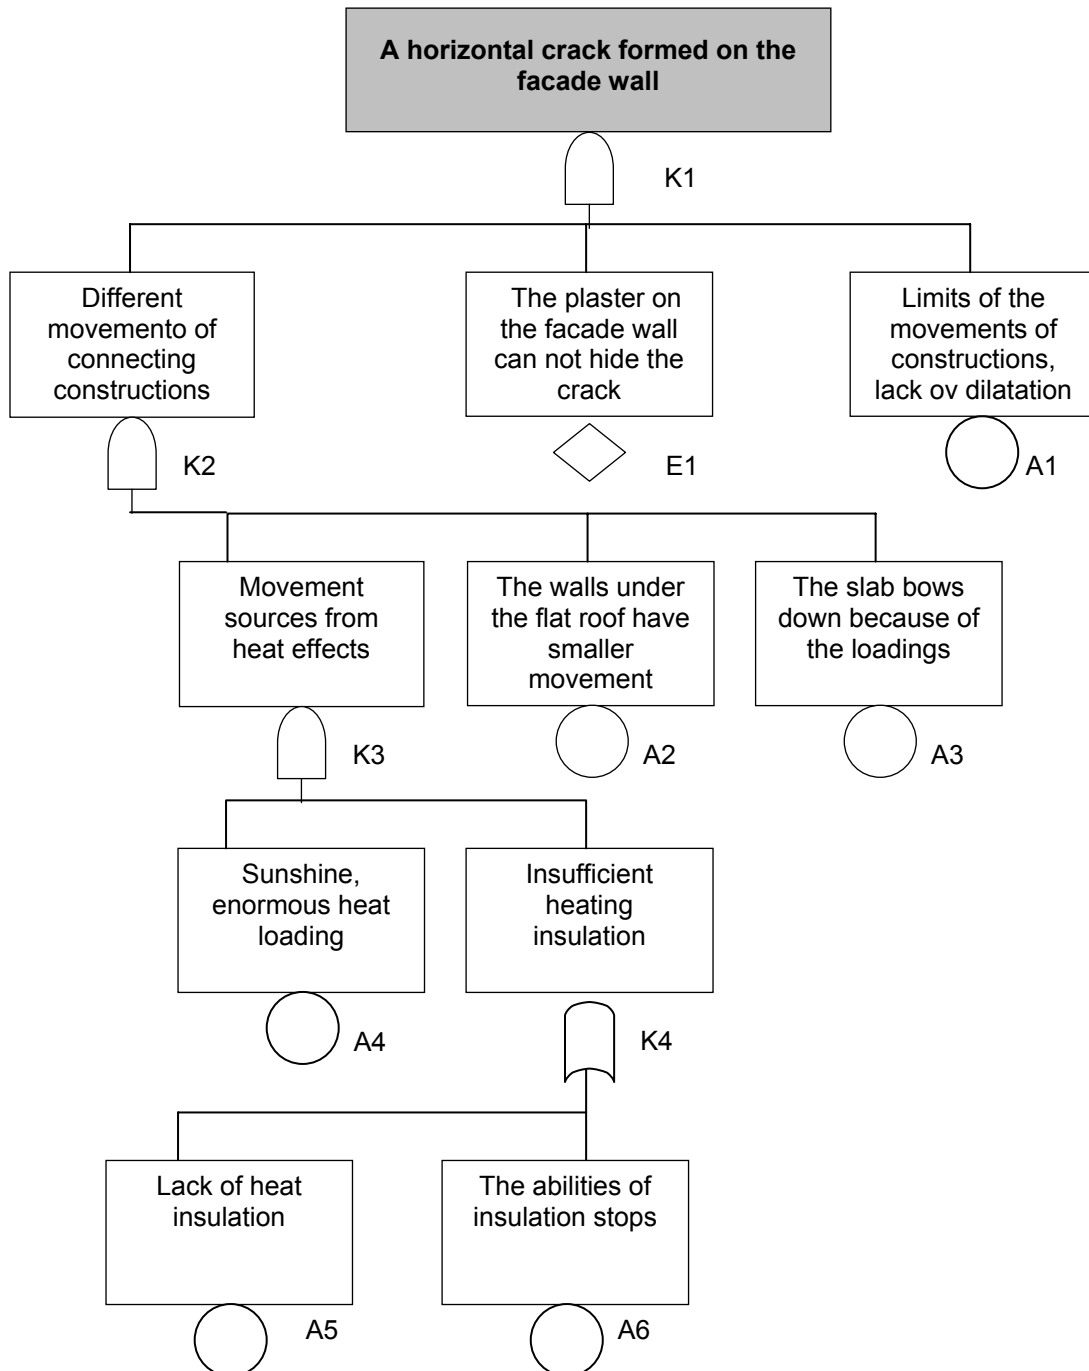 A horizontal crack formed on the
facade wall
K1
Different
movemento of
connecting
constructions
The plaster on
the facade wall
can not hide the
crack
Limits of the
movements of
constructions,
lack ov dilatation
K2
E1
A1
Movement
sources from
heat effects
The walls under
the flat roof have
smaller
movement
The slab bows
down because of
the loadings
K3
A2
A3
Sunshine,
enormous heat
loading
Insufficient
heating
insulation
A4
K4
Lack of heat
insulation
The abilities of
insulation stops
A5
A6